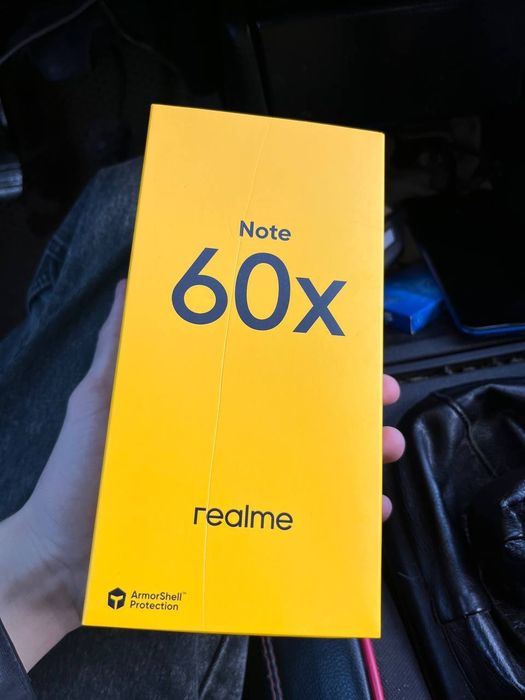 Note
60x
realme
ArmorShell™
Protection